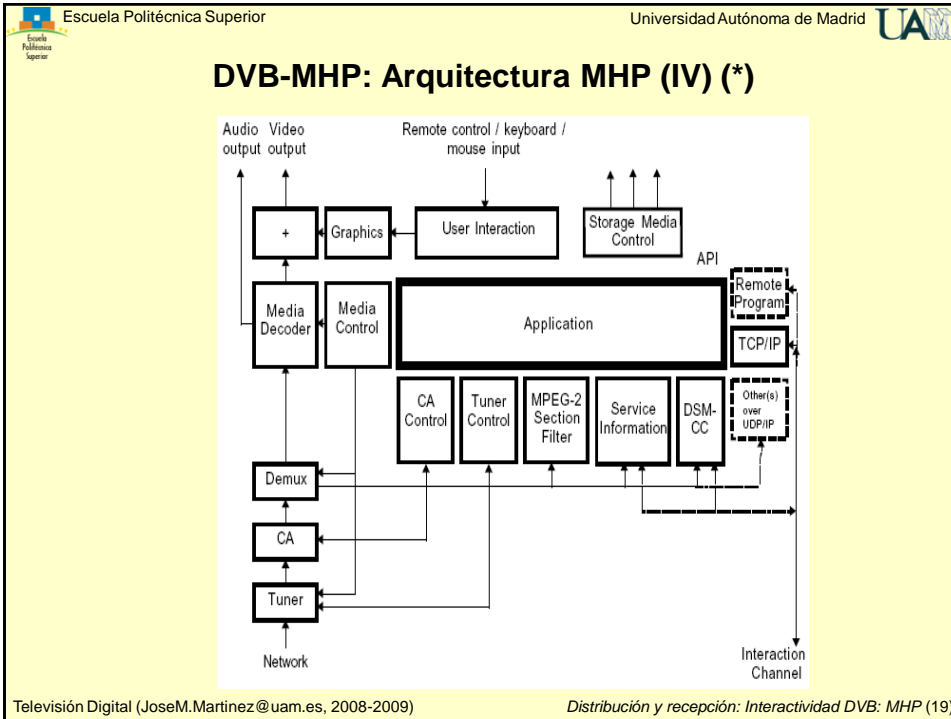 Escuela Politécnica Superior
Universidad Autónoma de Madrid
UAM
Escuela
Politécnica
Superior
DVB-MHP: Arquitectura MHP (IV) (*)
Audio output
Video output
Remote control / keyboard /
mouse input
+
Graphics
User Interaction
Storage Media
Control
API
Media
Decoder
Media
Control
Application
Remote
Program
TCP/IP
CA
Control
Tuner
Control
MPEG-2
Section
Filter
Service
Information
DSM-
CC
Other(s)
over
UDP/IP
Demux
CA
Tuner
Network
Interaction
Channel
Televisión Digital (JoseM.Martinez@uam.es, 2008-2009)
Distribución y recepción: Interactividad DVB: MHP (19)